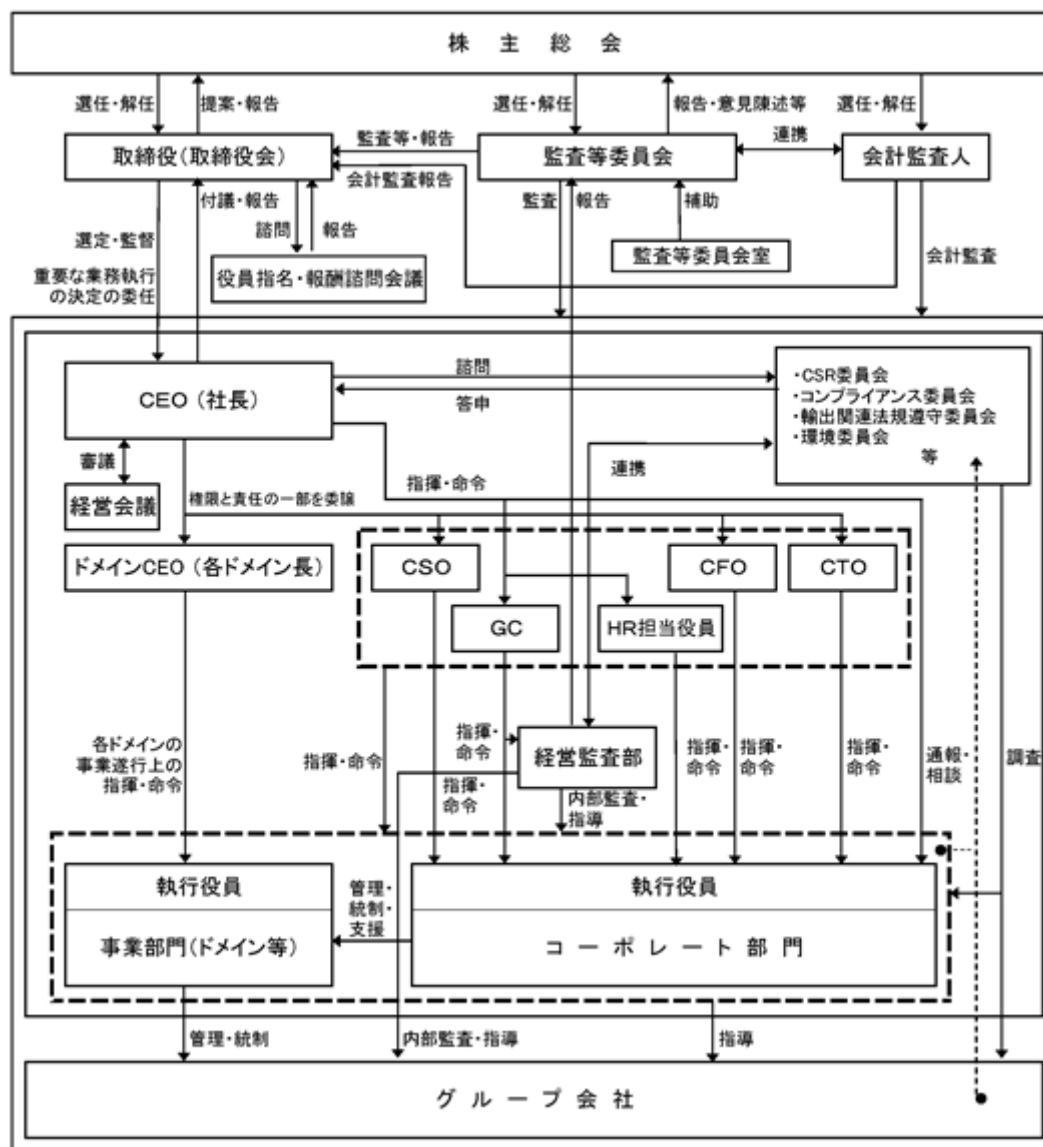 株主総会
選任・解任
提案・報告
選任・解任
報告・意見陳述等
選任・解任
取締役(取締役会)
監査等・報告
監査等委員会
連携
会計監査人
会計監査報告
付議・報告
諮問
報告
監査
報告
補助
選定・監督
役員指名・報酬諮問会議
監査等委員会室
会計監査
重要な業務執行
の決定の委任
CEO(社長)
諮問
答申
・CSR委員会
・コンプライアンス委員会
・輸出関連法規遵守委員会
・環境委員会
等
審議
連携
経営会議
権限と責任の一部を委譲
指揮・命令
ドメインCEO(各ドメイン長)
CSO
CFO
CTO
GC
HR担当役員
各ドメインの
事業遂行上の
指揮・命令
指揮・命令
指揮・
命令
指揮・
命令
経営監査部
内部監査・
指導
指揮・
命令
指揮・
命令
指揮・
命令
通報・
相談
調査
執行役員
事業部門(ドメイン等)
管理・
統制・
支援
執行役員
コーポレート部門
管理・統制
内部監査・指導
指導
グループ会社